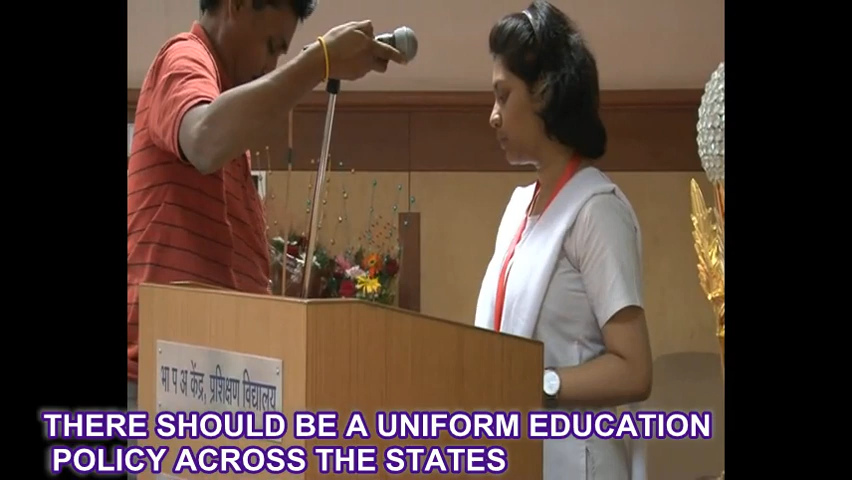 भा प अ केंद्र, प्रशिक्षण विद्यालय
THERE SHOULD BE A UNIFORM EDUCATION
POLICY ACROSS THE STATES